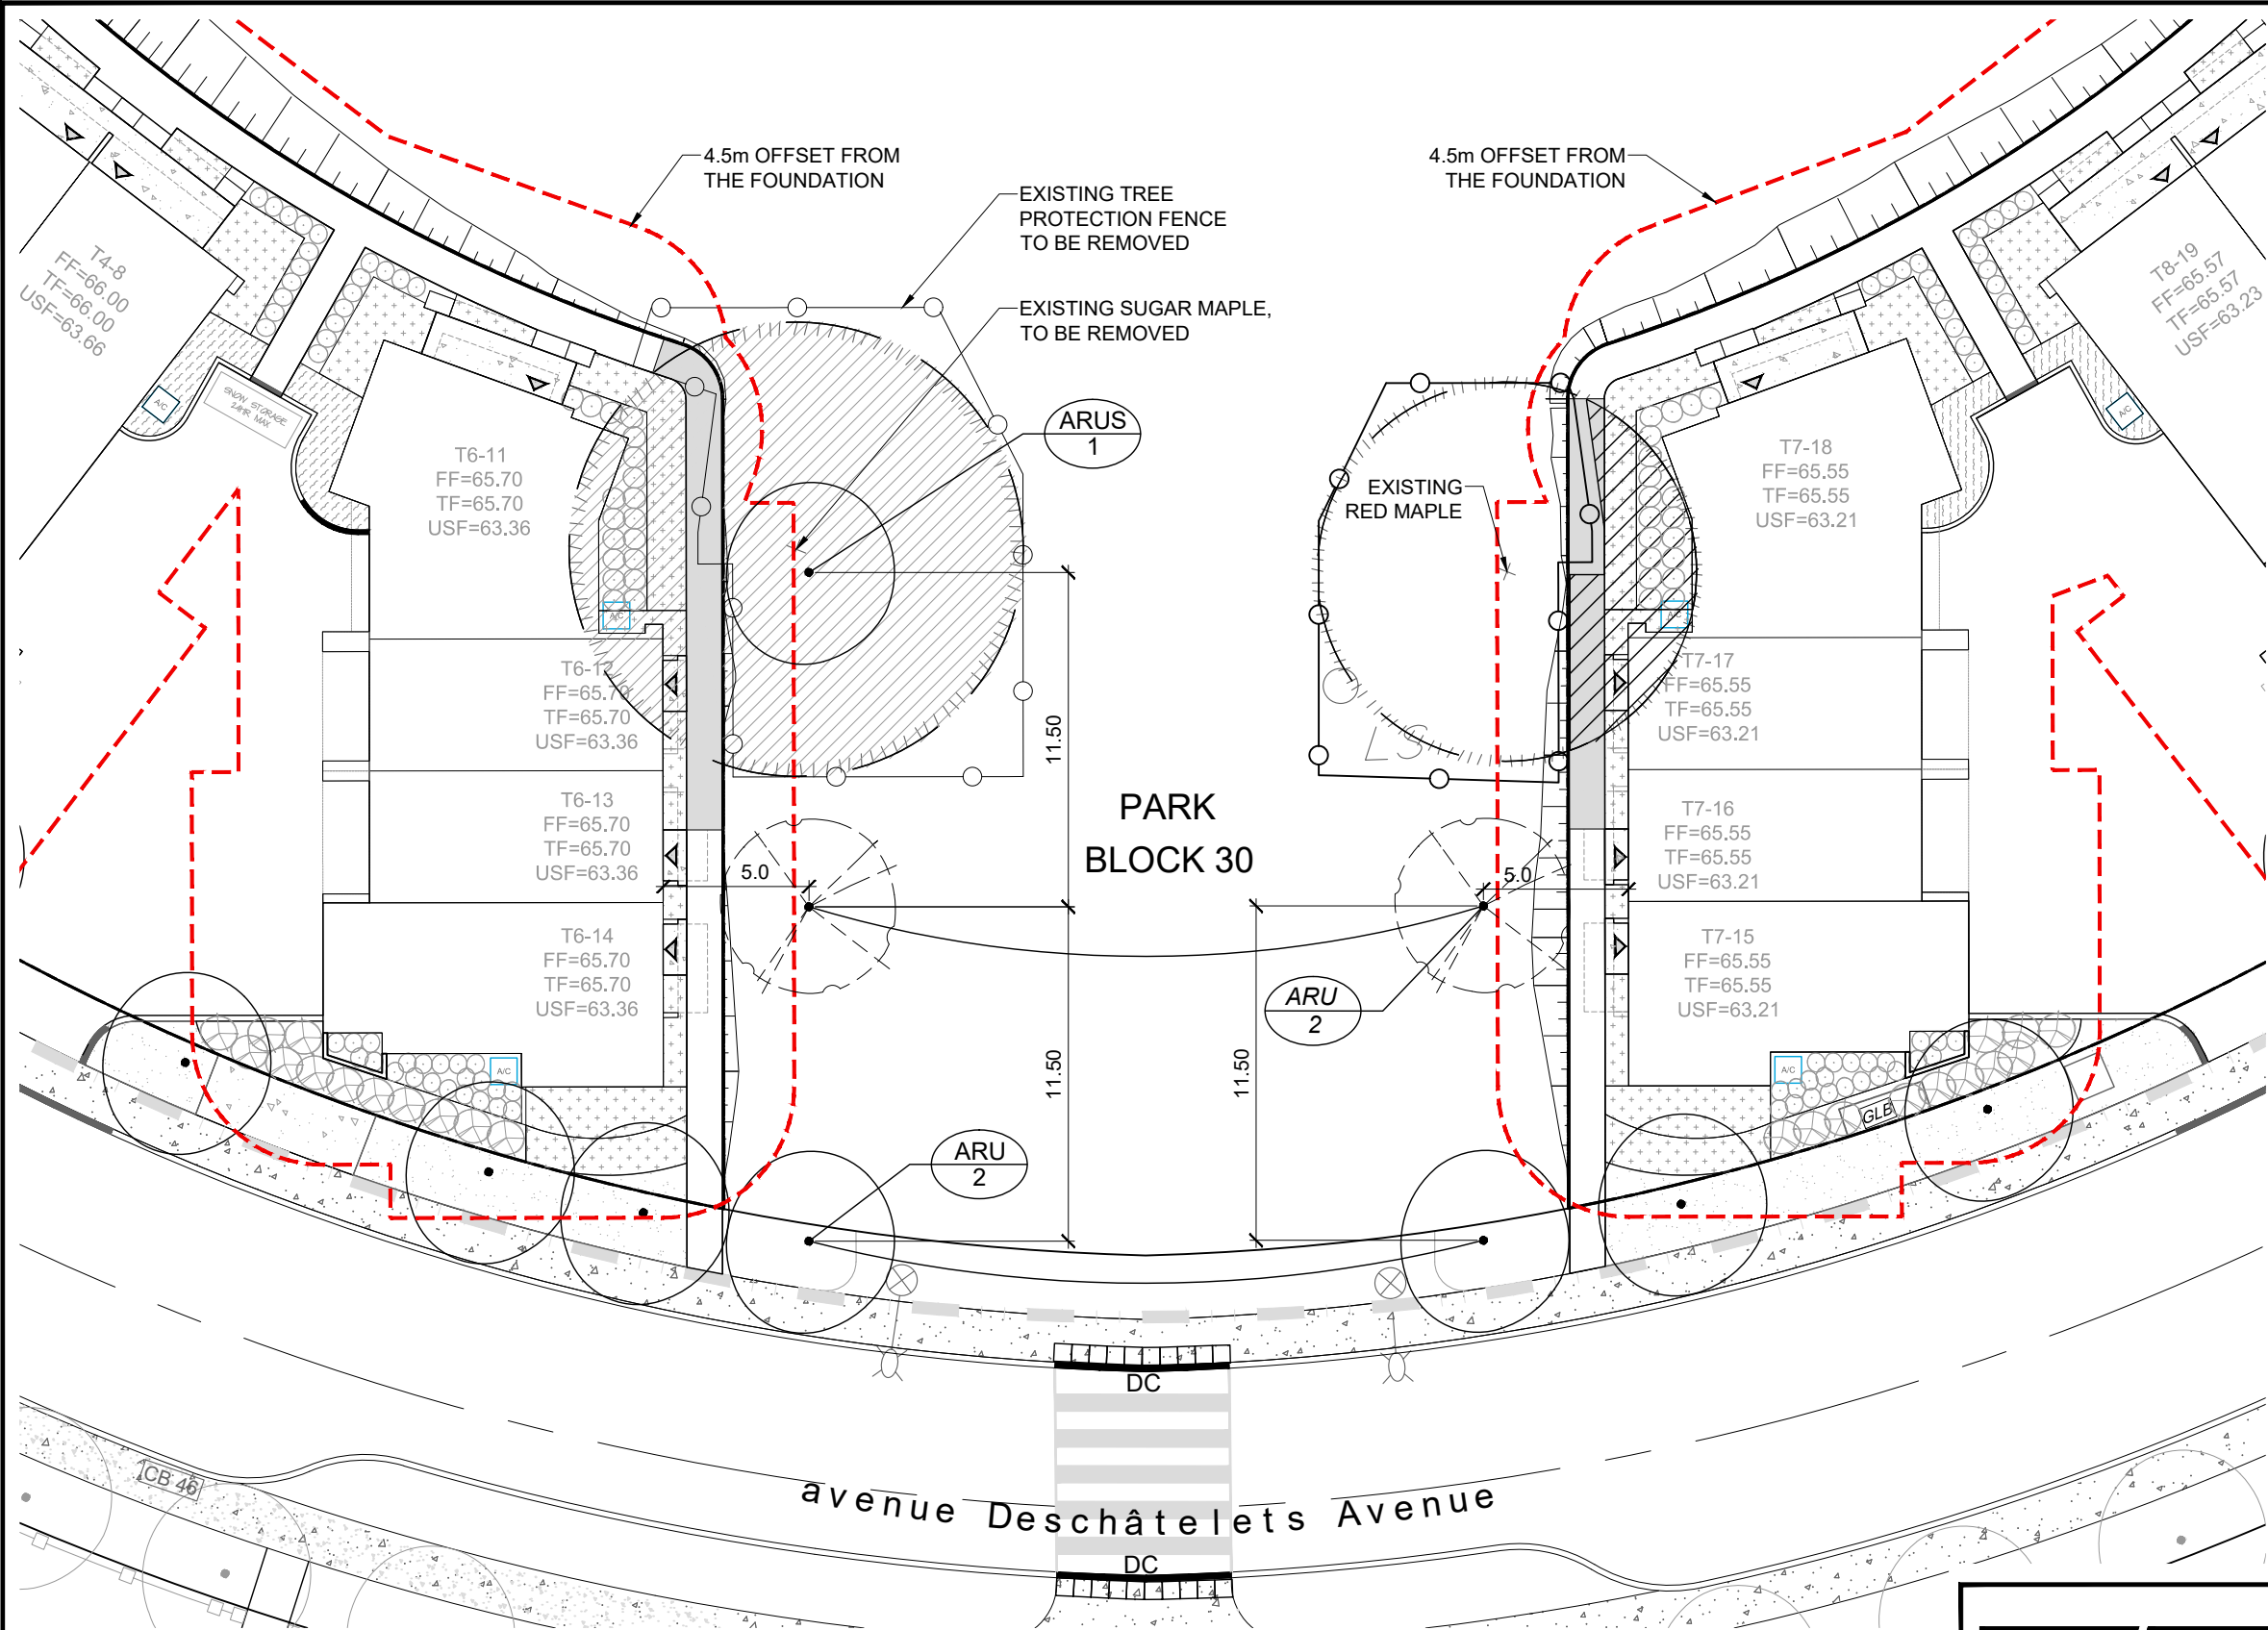 4.5m OFFSET FROM
THE FOUNDATION
4.5m OFFSET FROM
THE FOUNDATION
EXISTING TREE
PROTECTION FENCE
TO BE REMOVED
EXISTING SUGAR MAPLE,
TO BE REMOVED
T4-8
FF=66.00
TF=66.00
USF=63.66
T8-19
FF=65.57
TF=65.57
USF=63.23
A/C
SNOW STORAGE
24HR MAX
A/C
ARUS
1
T6-11
FF=65.70
TF=65.70
USF=63.36
T7-18
FF=65.55
TF=65.55
USF=63.21
EXISTING
RED MAPLE
A/C
A/C
T6-12
FF=65.70
TF=65.70
USF=63.36
T7-17
FF=65.55
TF=65.55
USF=63.21
11.50
LS
PARK
BLOCK 30
T6-13
FF=65.70
TF=65.70
USF=63.36
T7-16
FF=65.55
TF=65.55
USF=63.21
5.0
5.0
T6-14
FF=65.70
TF=65.70
USF=63.36
T7-15
FF=65.55
TF=65.55
USF=63.21
ARU
2
11.50
11.50
A/C
A/C
GLB
ARU
2
DC
CB 46
avenue Deschâtelets Avenue
DC